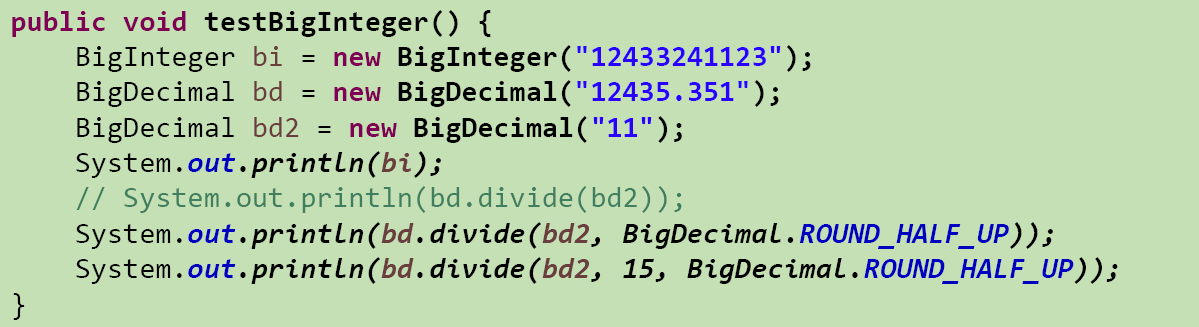 public void testBigInteger() {
    BigInteger bi = new BigInteger("12433241123");
    BigDecimal bd = new BigDecimal("12435.351");
    BigDecimal bd2 = new BigDecimal("11");
    System.out.println(bi);
    // System.out.println(bd.divide(bd2));
    System.out.println(bd.divide(bd2, BigDecimal.ROUND_HALF_UP));
    System.out.println(bd.divide(bd2, 15, BigDecimal.ROUND_HALF_UP));
}